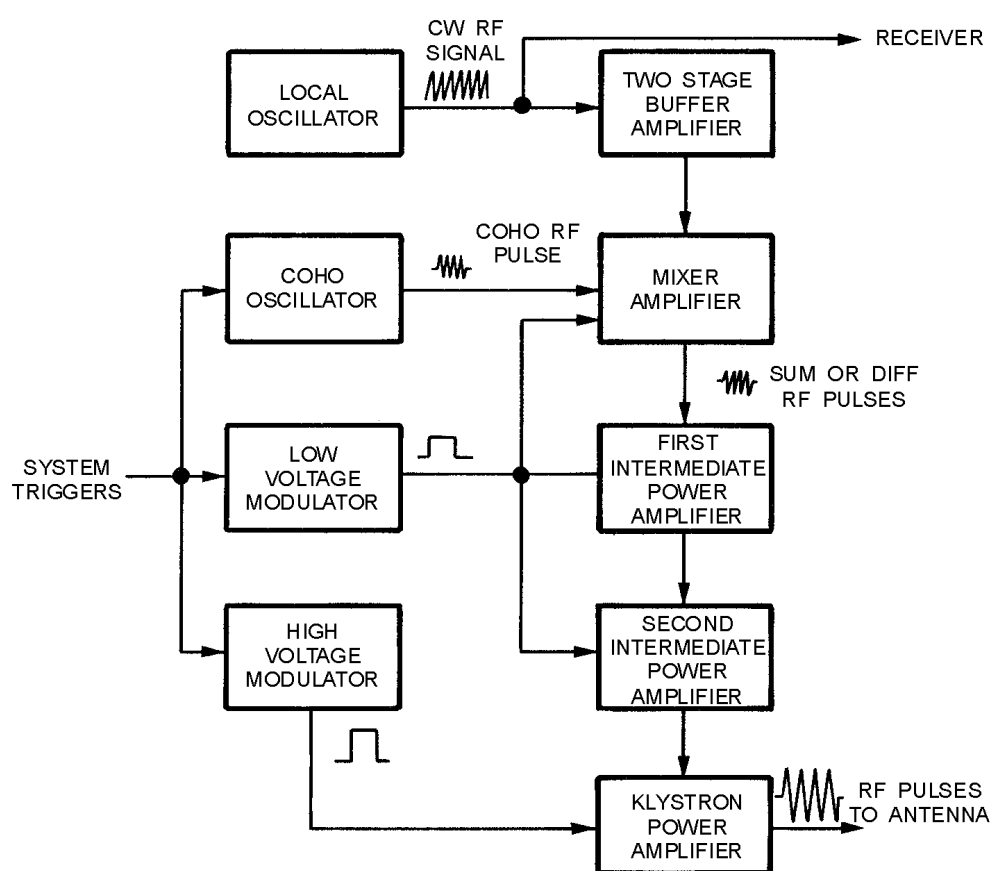 CW RF
SIGNAL
RECEIVER
LOCAL
OSCILLATOR
TWO STAGE
BUFFER
AMPLIFIER
COHO RF
PULSE
COHO
OSCILLATOR
MIXER
AMPLIFIER
SUM OR DIFF
RF PULSES
SYSTEM
TRIGGERS
LOW
VOLTAGE
MODULATOR
FIRST
INTERMEDIATE
POWER
AMPLIFIER
HIGH
VOLTAGE
MODULATOR
SECOND
INTERMEDIATE
POWER
AMPLIFIER
KLYSTRON
POWER
AMPLIFIER
RF PULSES
TO ANTENNA